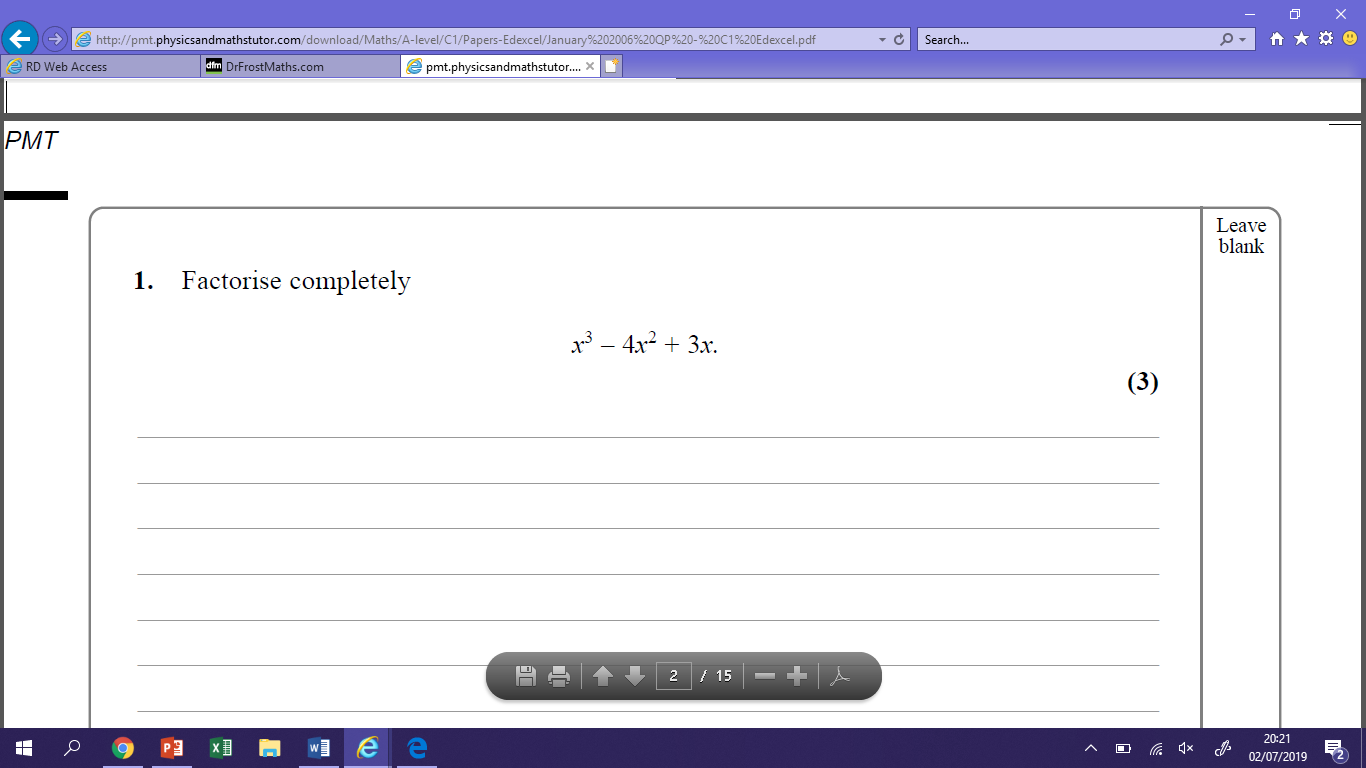 http://pmt.physicsandmathstutor.com/download/Maths/A-level/C1/Papers-Edexcel/January%202006%20QP%20-%20C1%20Edexcel.pdf
Search...
RD Web Access
dfm DrFrostMaths.com
pmt.physicsandmathstutor....
PMT
Leave
blank
1. Factorise completely
x³ – 4x² + 3x.
(3)
2 / 15
20:21
02/07/2019
2